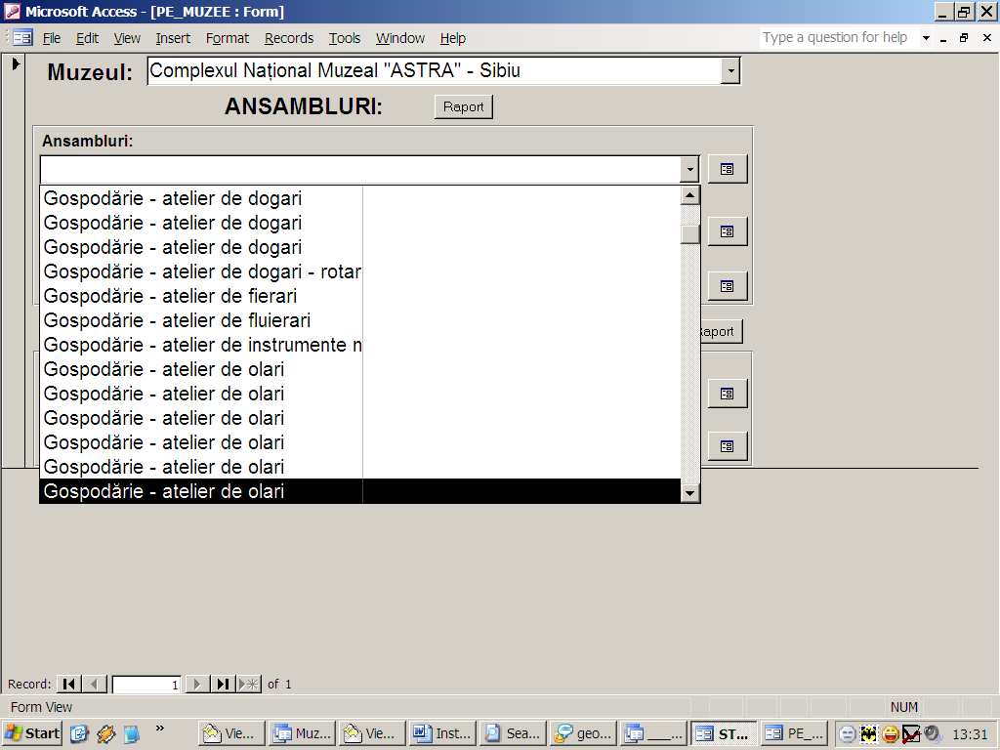 Microsoft Access - [PE_MUZEE : Form]
File Edit View Insert Format Records Tools Window Help Type a question for help
Muzeul: Complexul Național Muzeal "ASTRA" - Sibiu
ANSAMBLURI: Raport
Ansambluri:
Gospodărie - atelier de dogari
Gospodărie - atelier de dogari
Gospodărie - atelier de dogari
Gospodărie - atelier de dogari - rotar
Gospodărie - atelier de fierari
Gospodărie - atelier de fluierari
Gospodărie - atelier de instrumente n
aport
Gospodărie - atelier de olari
Gospodărie - atelier de olari
Gospodărie - atelier de olari
Gospodărie - atelier de olari
Gospodărie - atelier de olari
Gospodărie - atelier de olari
Record: 1 of 1
Form View NUM
Start » Vie... Muz... Vie... Inst... Sea... geo... ___... ST... PE_... 13:31